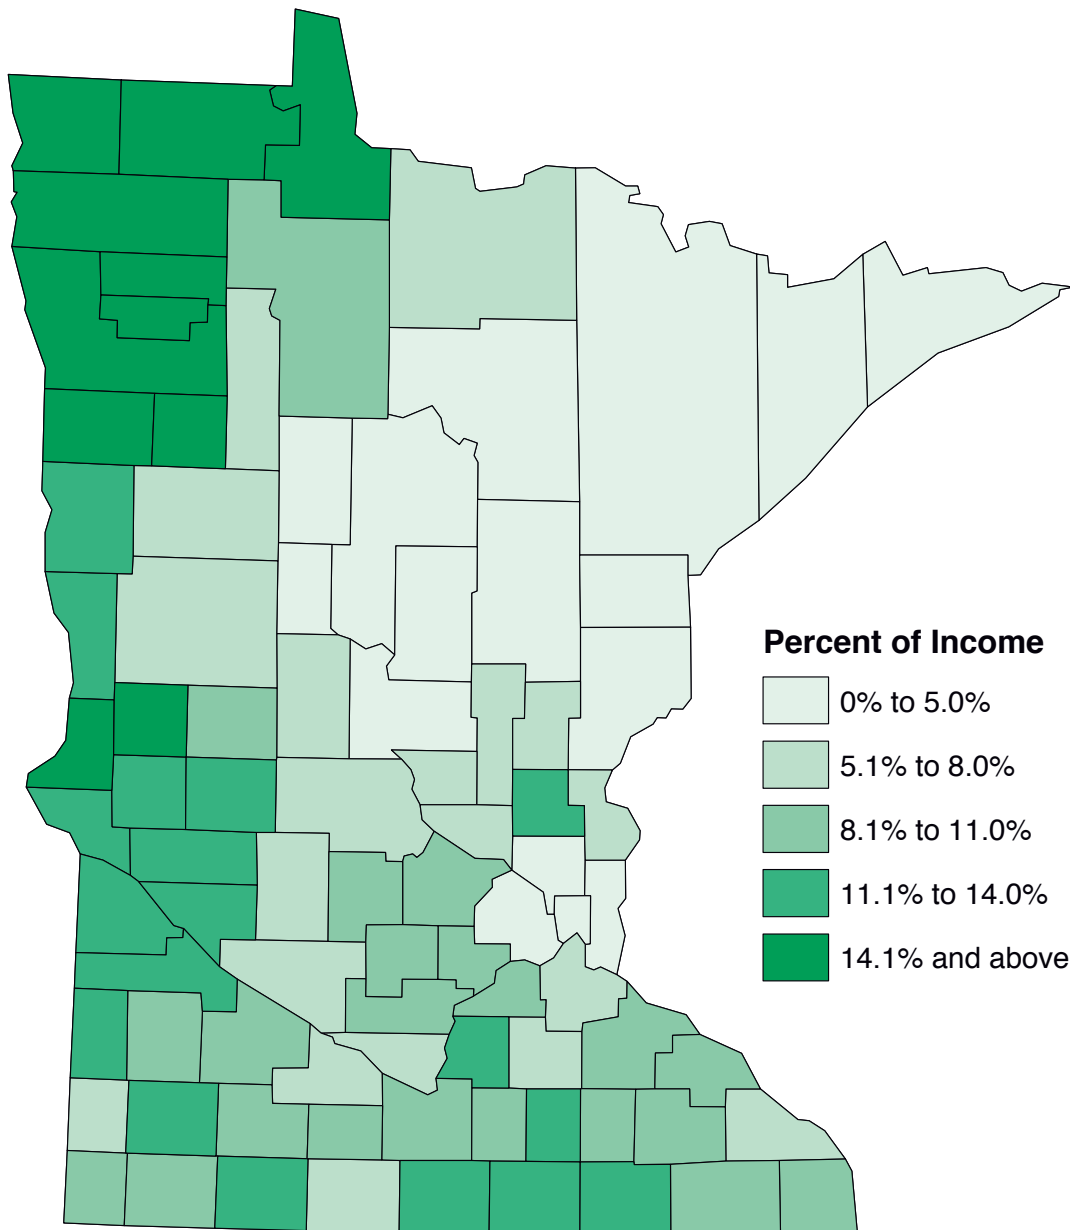 Percent of Income
0% to 5.0%
5.1% to 8.0%
8.1% to 11.0%
11.1% to 14.0%
14.1% and above